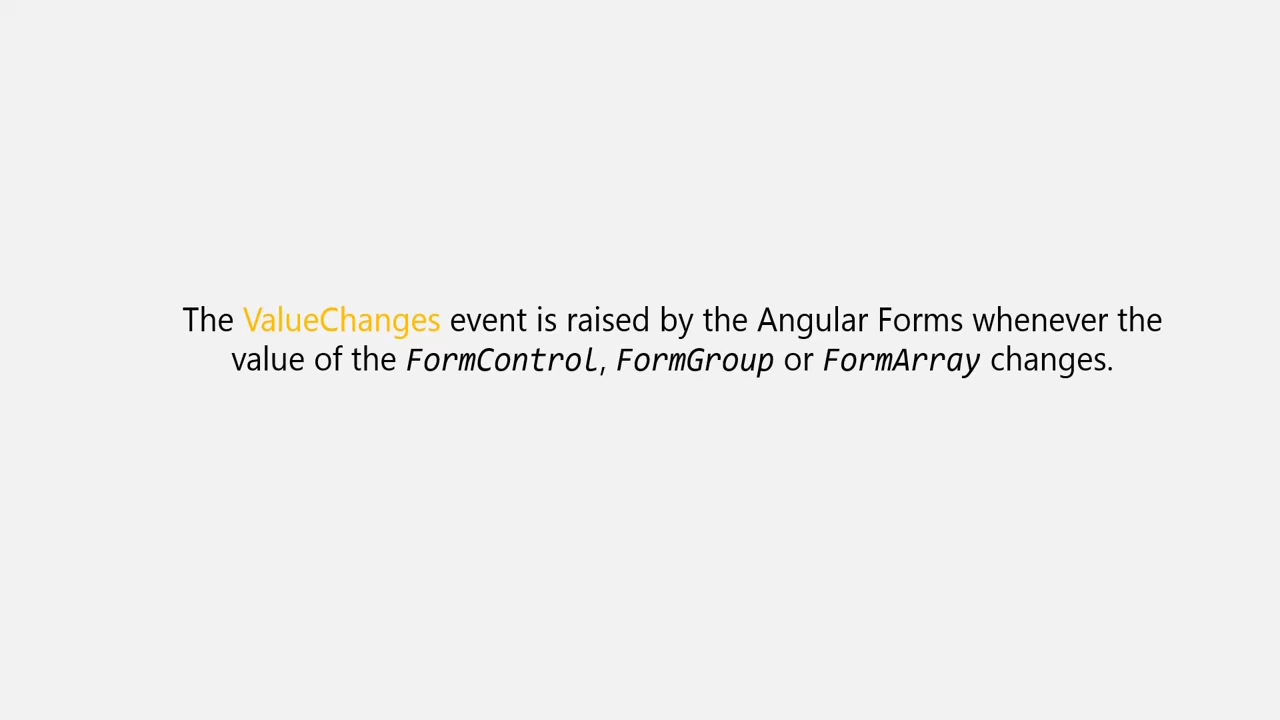 The ValueChanges event is raised by the Angular Forms whenever the
value of the FormControl, FormGroup or FormArray changes.